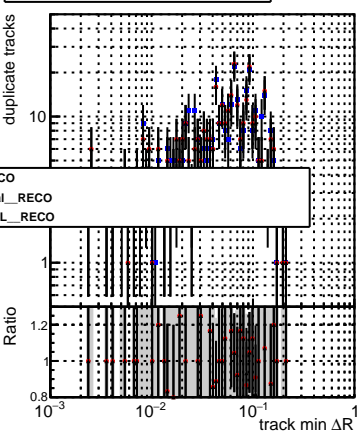 duplicate tracks
10
CO
I__RECO
L__RECO
1
Ratio
1.2
1
0.8
10−3
10−2
10−1
1
track min ΔR